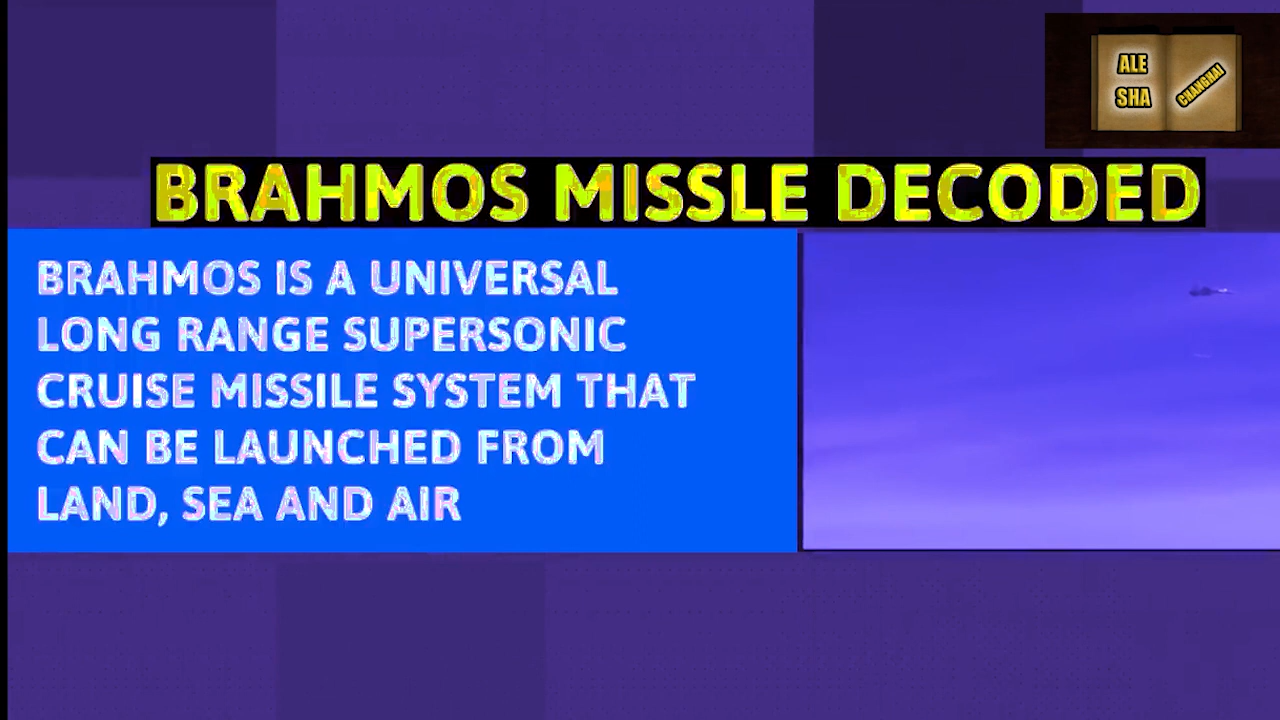 ALE
SHA
CHANGHAI
BRAHMOS MISSLE DECODED
BRAHMOS IS A UNIVERSAL
LONG RANGE SUPERSONIC
CRUISE MISSILE SYSTEM THAT
CAN BE LAUNCHED FROM
LAND, SEA AND AIR